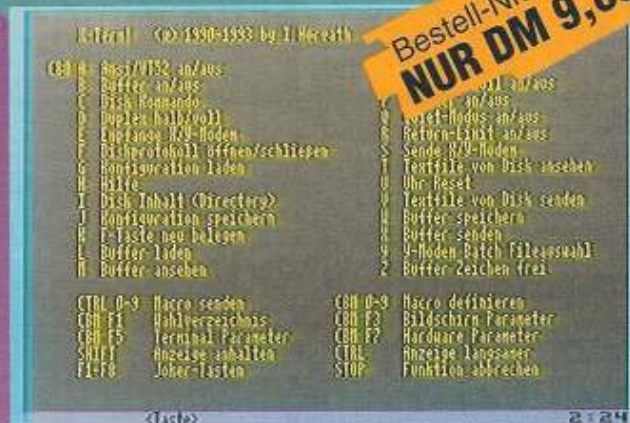 Bestell-Nr.
NUR DM 9,
(c) 1990-1993 by
CBM A Ansi/VT52 an/aus
B Buffer an/aus
C Disk Kommando
D Duplex halb/voll
E Empfange X/Y-Modem
F Diskprotokoll öffnen/schließen
G Konfiguration laden
H Hilfe
I Disk Inhalt (Directory)
J Konfiguration speichern
K F-Taste neu belegen
L Buffer laden
M Buffer ansehen
an/aus
an/aus
Q -Modus an/aus
R Return-Limit an/aus
S Sende X/Y-Modem
T Textfile von Disk ansehen
U Uhr Reset
V Textfile von Disk senden
W Buffer speichern
X Buffer senden
Y Y-Modem Batch Fileauswahl
Z Buffer Zeichen frei
CTRL 0-9 Macro senden
CBM F1 Wahlverzeichnis
CBM F5 Terminal Parameter
SHIFT Anzeige anhalten
F1-F8 Joker-Tasten
CBM 0-9 Macro definieren
CBM F3 Bildschirm Parameter
CBM F7 Hardware Parameter
CTRL Anzeige langsamer
STOP Funktion abbrechen
<Taste>
2:24